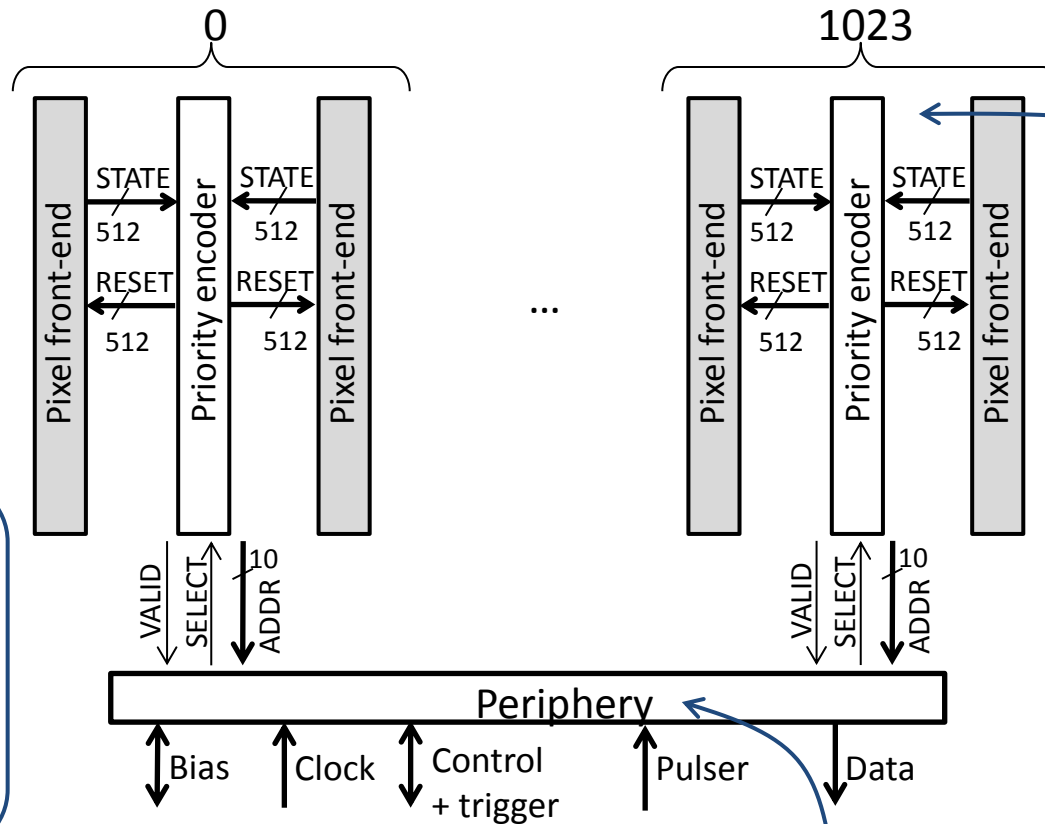 0
1023
Pixel front-end
STATE
512
RESET
512
Priority encoder
STATE
512
RESET
512
Pixel front-end
...
Pixel front-end
STATE
512
RESET
512
Priority encoder
STATE
512
RESET
512
Pixel front-end
VALID
SELECT
10
ADDR
VALID
SELECT
10
ADDR
Periphery
Bias
Clock
Control
+ trigger
Pulser
Data